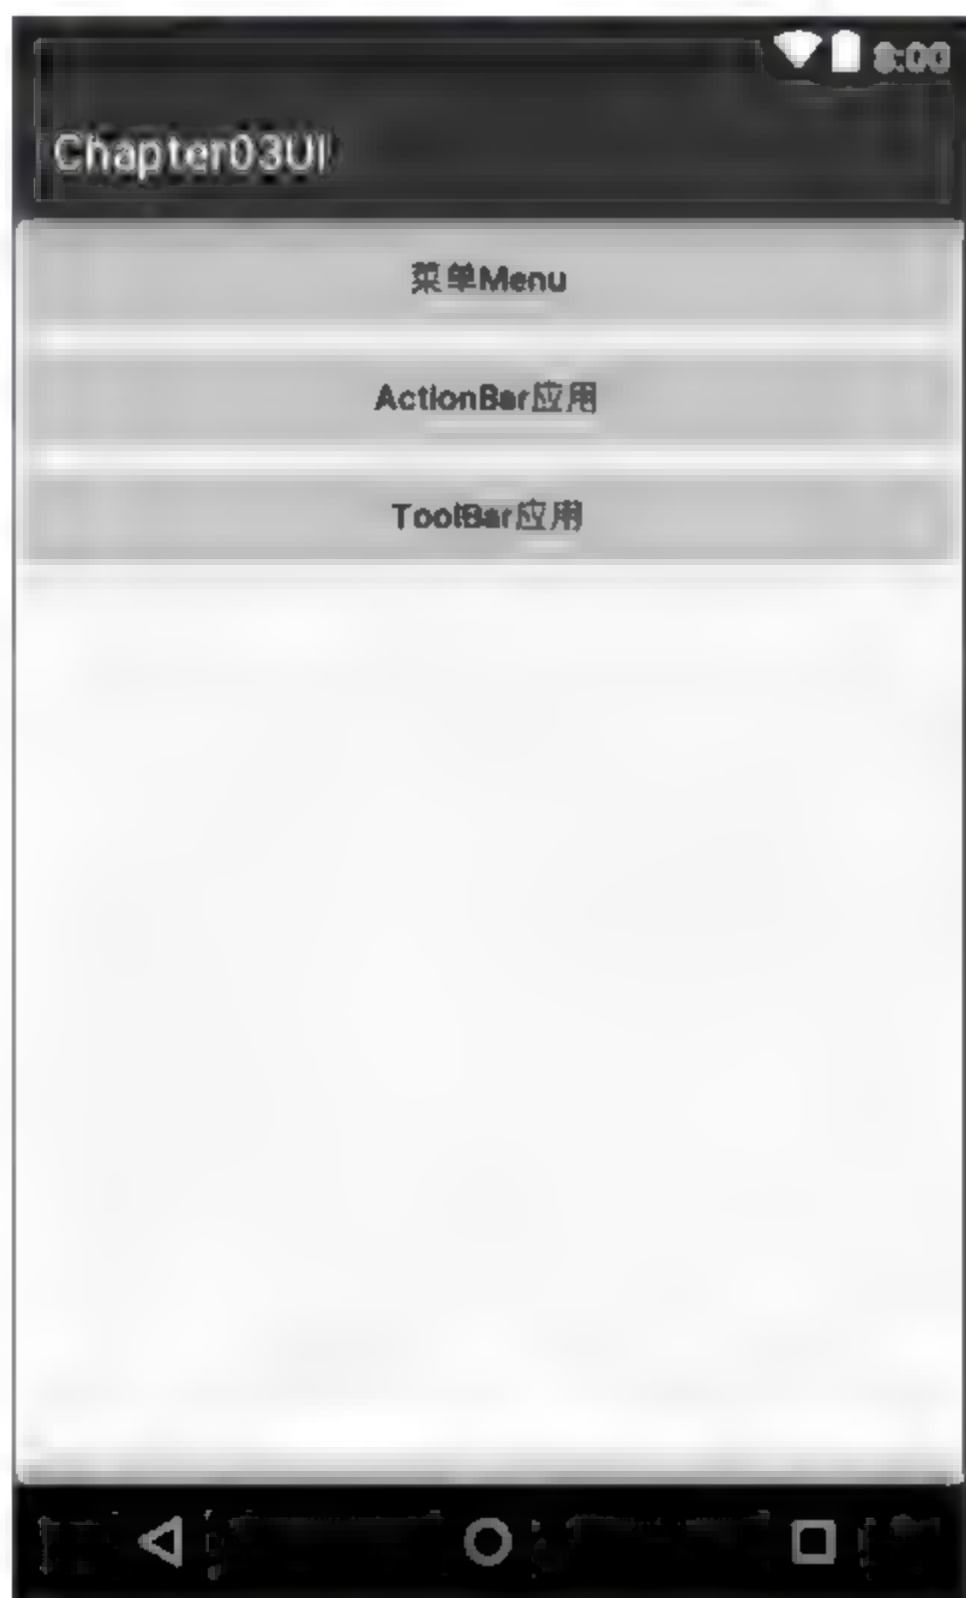 8:00
Chapter03UI
菜单Menu
ActionBar应用
ToolBar应用